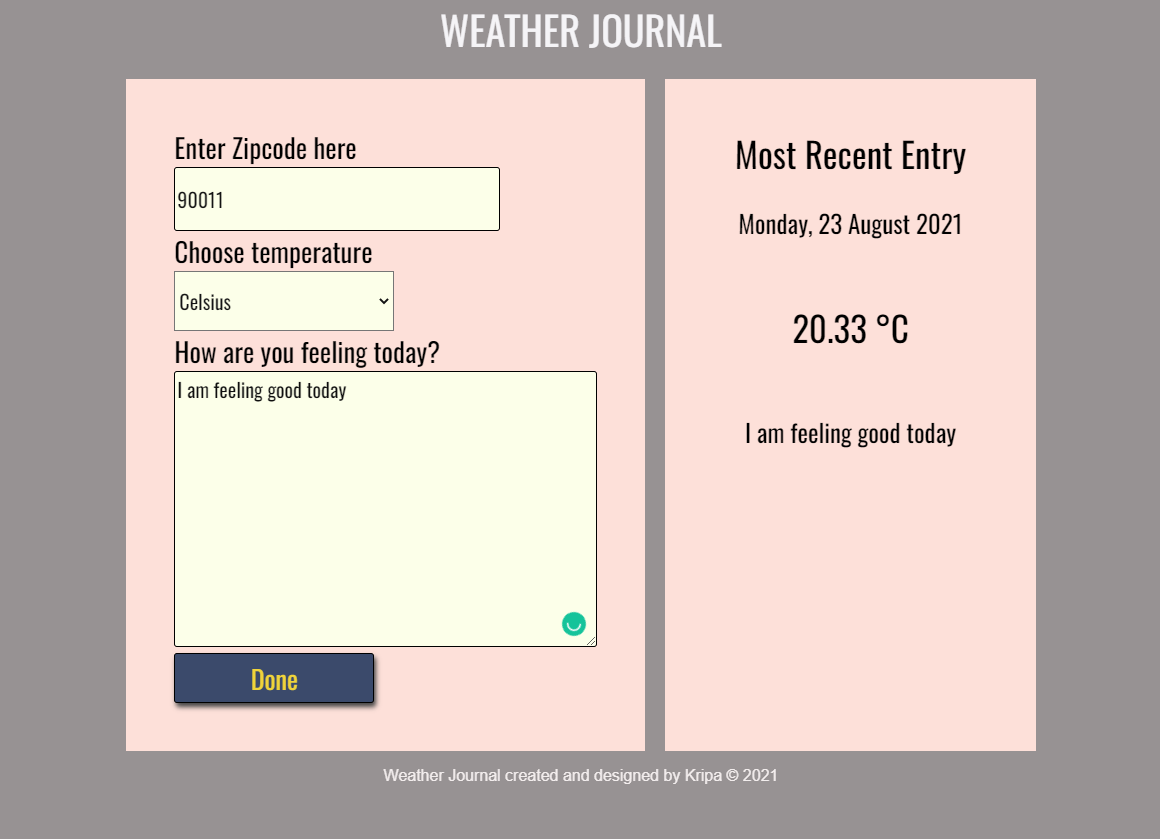 WEATHER JOURNAL
Enter Zipcode here
90011
Choose temperature
Celsius
How are you feeling today?
I am feeling good today
Done
Most Recent Entry
Monday, 23 August 2021
20.33 °C
I am feeling good today
Weather Journal created and designed by Kripa © 2021